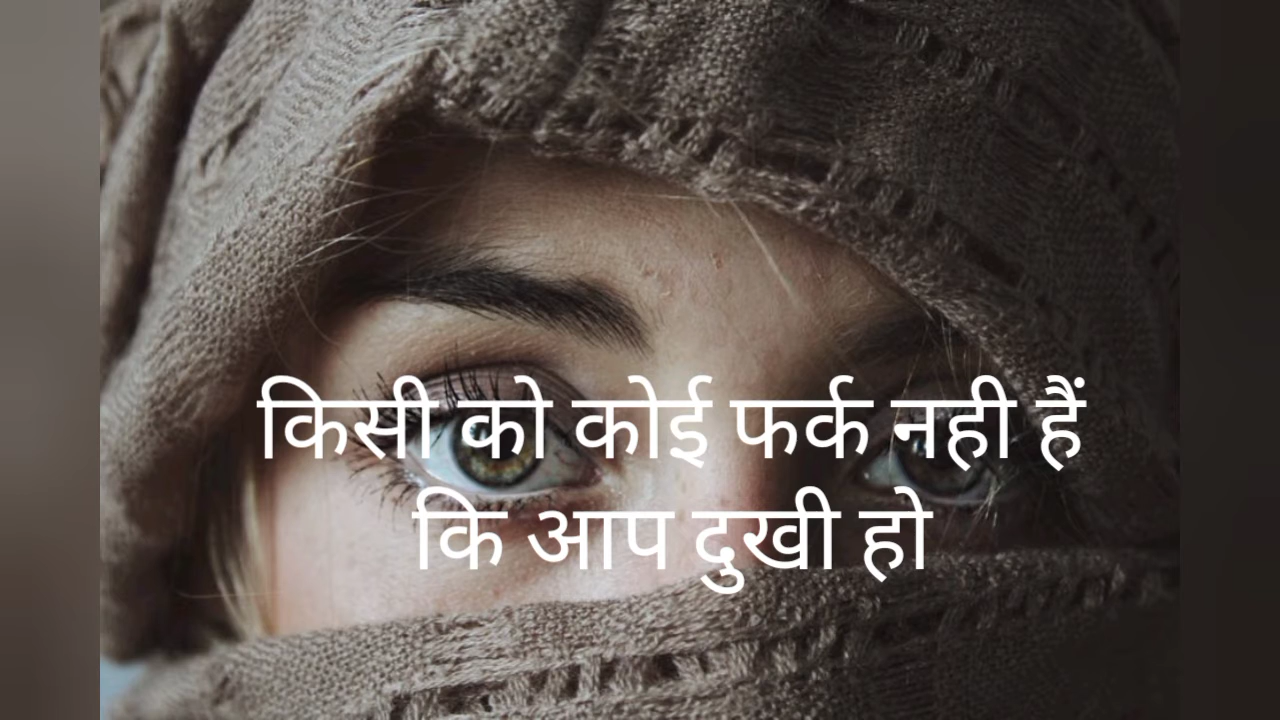 किसी को कोई फर्क नही हैं
कि आप दुखी हो